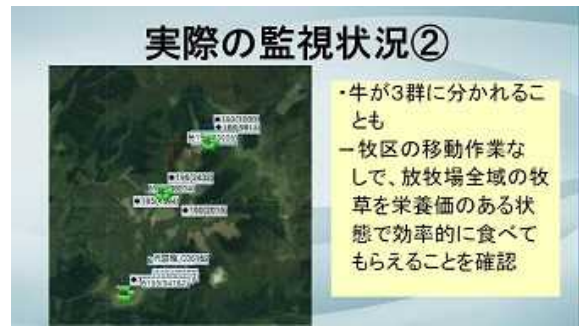 実際の監視状況②
・牛が3群に分かれるこ
とも
－牧区の移動作業な
しで、放牧場全域の牧
草を栄養価のある状
態で効率的に食べて
もらえることを確認